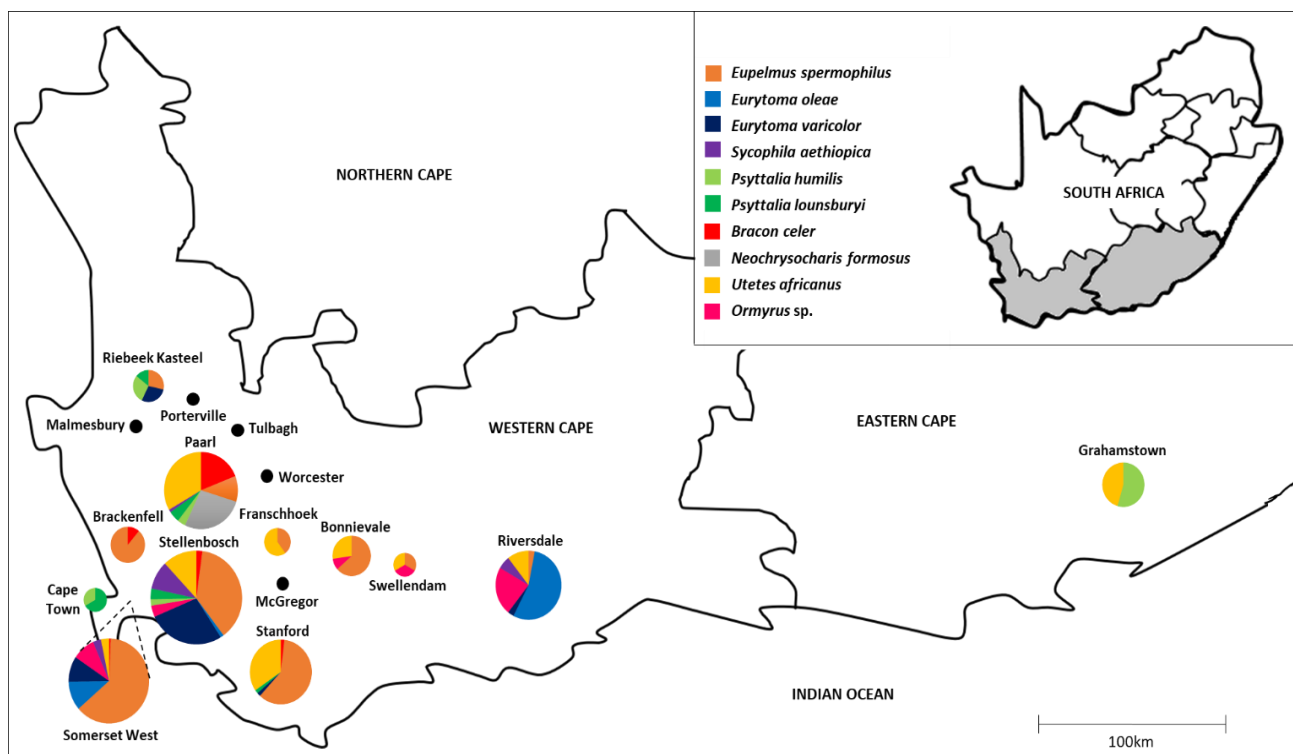 NORTHERN CAPE
Eupelmus spermophilus
Eurytoma oleae
Eurytoma varicolor
Sycophila aethiopica
Psyttalia humilis
Psyttalia lounsburyi
Bracon celer
Neochrysocharis formosus
Utetes africanus
Ormyrus sp.
SOUTH AFRICA
Riebeek Kasteel
Porterville
Malmesbury
Tulbagh
Paarl
WESTERN CAPE
EASTERN CAPE
Grahamstown
Worcester
Brackenfell
Franschhoek
Bonnievale
Stellenbosch
Riversdale
Swellendam
Cape
Town
McGregor
Stanford
Somerset West
INDIAN OCEAN
100km